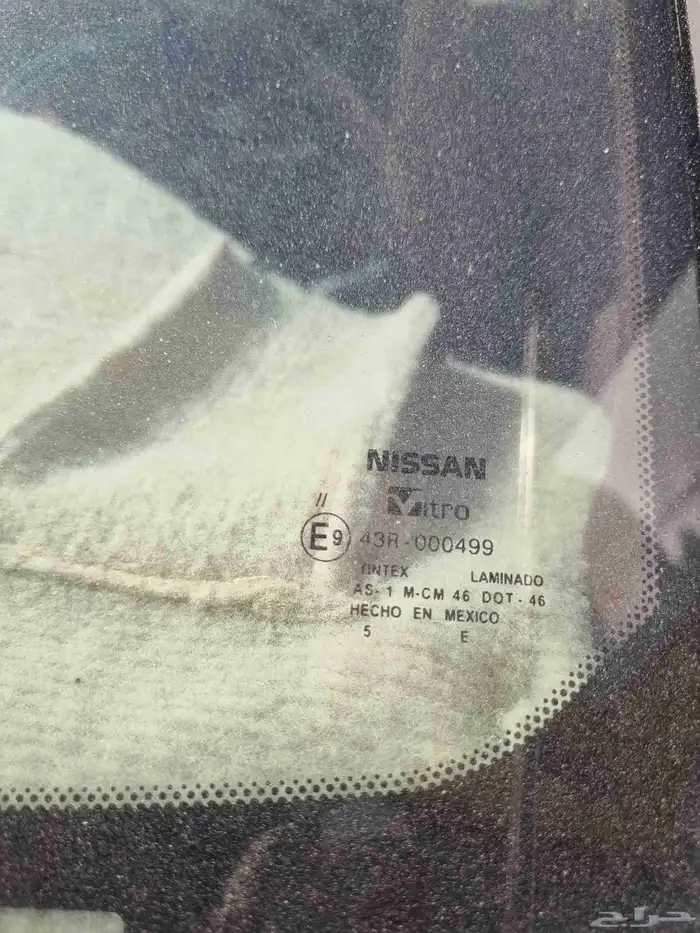 NISSAN
Vitro
//
E9 43R-000499
TINTEX LAMINADO
AS-1 M-CM 46 DOT-46
HECHO EN MEXICO
5 E
حراج